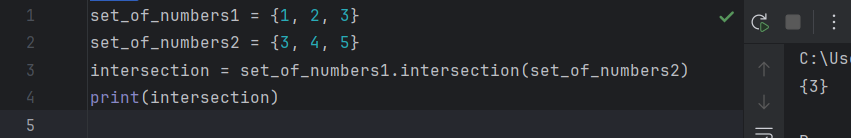 1 set_of_numbers1 = {1, 2, 3}
2 set_of_numbers2 = {3, 4, 5}
3 intersection = set_of_numbers1.intersection(set_of_numbers2)
4 print(intersection)
5
C:\Use
{3}